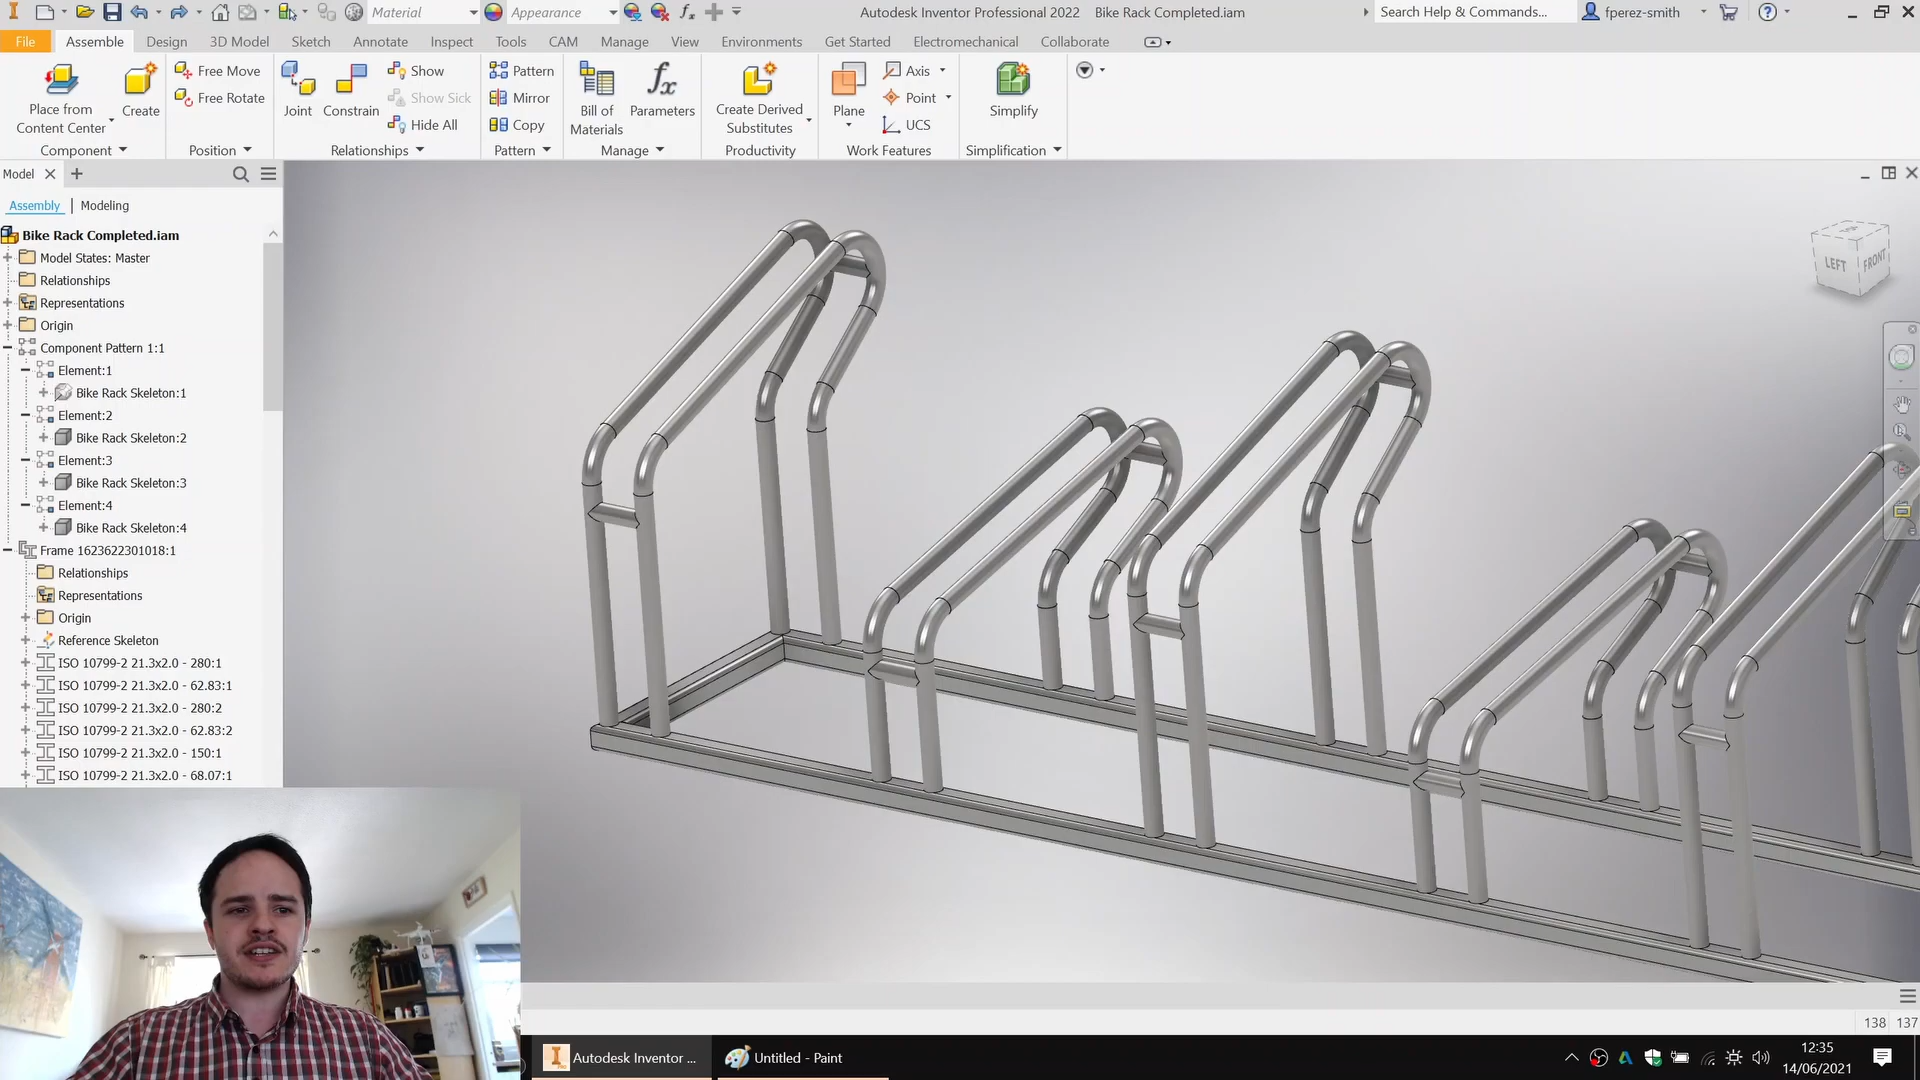 Material
Appearance
Autodesk Inventor Professional 2022 Bike Rack Completed.iam
Search Help & Commands...
fperez-smith
File Assemble Design 3D Model Sketch Annotate Inspect Tools CAM Manage View Environments Get Started Electromechanical Collaborate
Place from Content Center
Create
Free Move
Free Rotate
Joint
Constrain
Show
Show Sick
Hide All
Pattern
Mirror
Copy
Bill of Materials
Parameters
Create Derived Substitutes
Plane
Axis
Point
UCS
Simplify
Component Position Relationships Pattern Manage Productivity Work Features Simplification
Model
Assembly | Modeling
Bike Rack Completed.iam
Model States: Master
Relationships
Representations
Origin
Component Pattern 1:1
Element:1
Bike Rack Skeleton:1
Element:2
Bike Rack Skeleton:2
Element:3
Bike Rack Skeleton:3
Element:4
Bike Rack Skeleton:4
Frame 1623622301018:1
Relationships
Representations
Origin
Reference Skeleton
ISO 10799-2 21.3x2.0 - 280:1
ISO 10799-2 21.3x2.0 - 62.83:1
ISO 10799-2 21.3x2.0 - 280:2
ISO 10799-2 21.3x2.0 - 62.83:2
ISO 10799-2 21.3x2.0 - 150:1
ISO 10799-2 21.3x2.0 - 68.07:1
LEFT FRONT
138 137
Autodesk Inventor ...
Untitled - Paint
12:35
14/06/2021